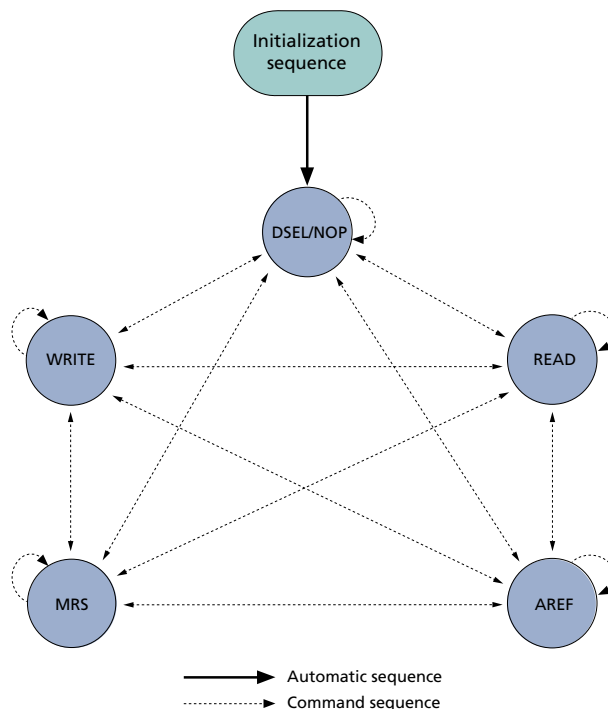 Initialization
sequence
DSEL/NOP
WRITE
READ
MRS
AREF
Automatic sequence
Command sequence